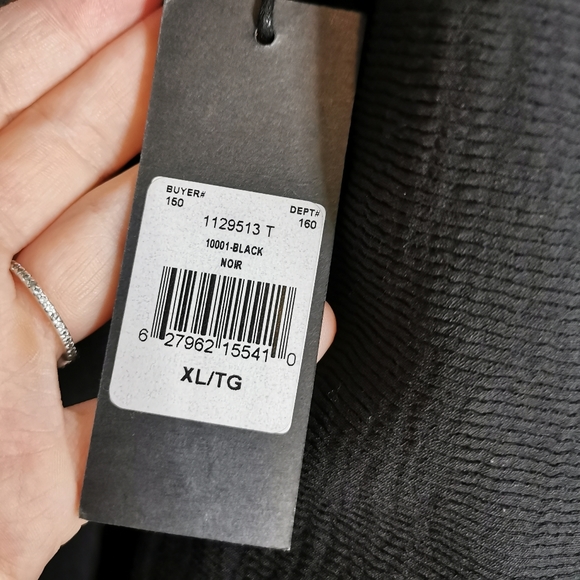 BUYER#
150
DEPT#
160
1129513 T
10001-BLACK
NOIR
6 27962 15541 0
XL/TG